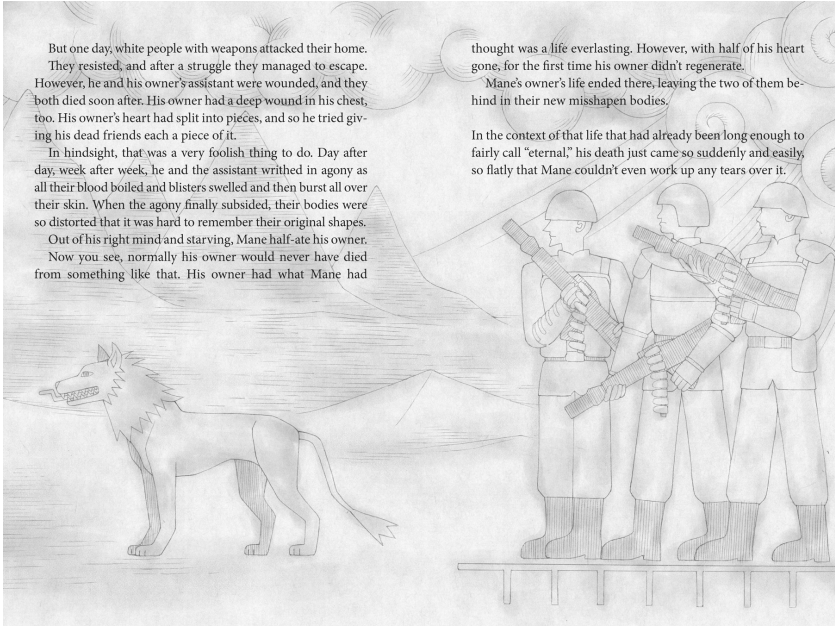 But one day, white people with weapons attacked their home.
They resisted, and after a struggle they managed to escape.
However, he and his owner's assistant were wounded, and they
both died soon after. His owner had a deep wound in his chest,
too. His owner's heart had split into pieces, and so he tried giv-
ing his dead friends each a piece of it.
In hindsight, that was a very foolish thing to do. Day after
day, week after week, he and the assistant writhed in agony as
all their blood boiled and blisters swelled and then burst all over
their skin. When the agony finally subsided, their bodies were
so distorted that it was hard to remember their original shapes.
Out of his right mind and starving, Mane half-ate his owner.
Now you see, normally his owner would never have died
from something like that. His owner had what Mane had
thought was a life everlasting. However, with half of his heart
gone, for the first time his owner didn't regenerate.
Mane's owner's life ended there, leaving the two of them be-
hind in their new misshapen bodies.
In the context of that life that had already been long enough to
fairly call “eternal,” his death just came so suddenly and easily,
so flatly that Mane couldn't even work up any tears over it.